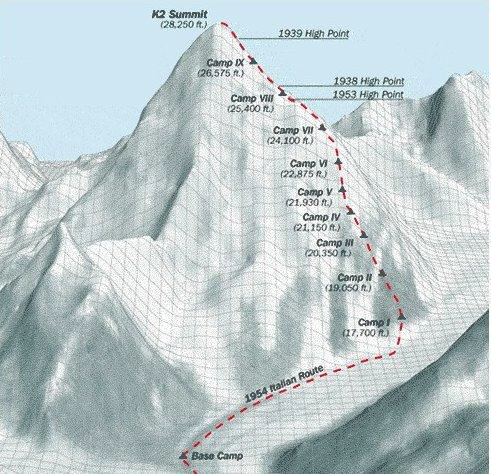 K2 Summit
(28,250 ft.)
1939 High Point
Camp IX
(26,575 ft.)
1938 High Point
1953 High Point
Camp VIII
(25,400 ft.)
Camp VII
(24,100 ft.)
Camp VI
(22,875 ft.)
Camp V
(21,930 ft.)
Camp IV
(21,150 ft.)
Camp III
(20,350 ft.)
Camp II
(19,050 ft.)
Camp I
(17,700 ft.)
1954 Italian Route
Base Camp